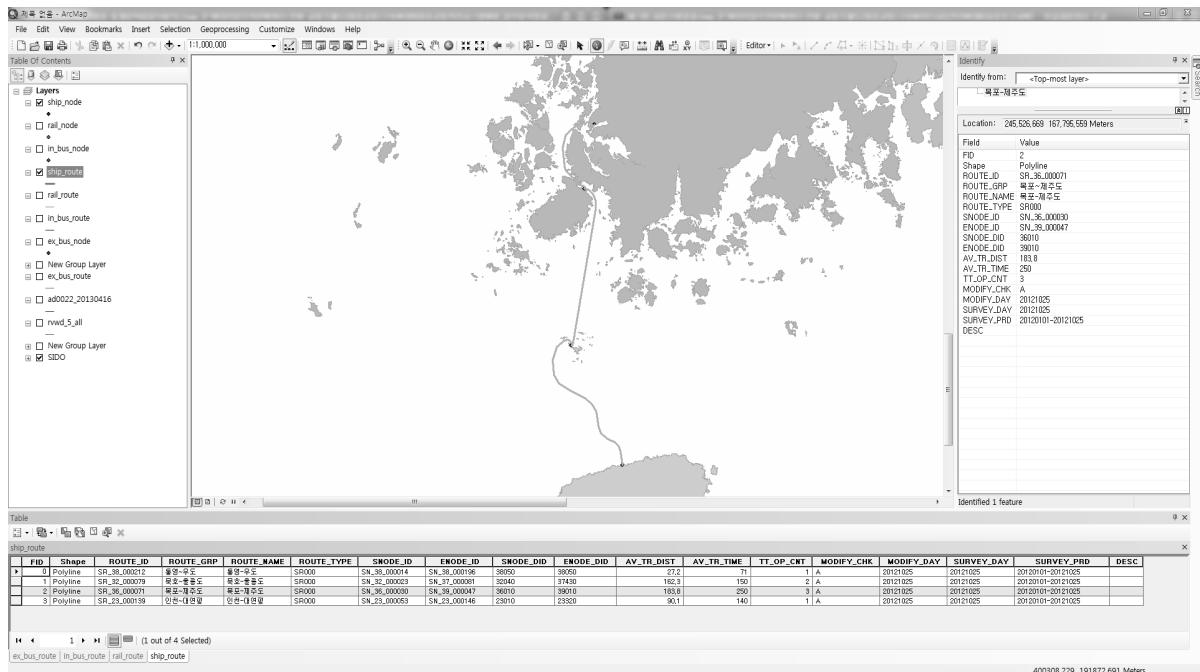 제목 없음 - ArcMap
File Edit View Bookmarks Insert Selection Geoprocessing Customize Windows Help
1:1,000,000
Editor
Table Of Contents
Layers
ship_node
rail_node
in_bus_node
ship_route
rail_route
in_bus_route
ex_bus_node
New Group Layer
ex_bus_route
ad0022_20130416
rvwd_5_all
New Group Layer
SIDO
Identify
Identify from: <Top-most layer>
목포-제주도
Location: 245,526,669 167,795,559 Meters
Field Value
FID 2
Shape Polyline
ROUTE_ID SR_36_000071
ROUTE_GRP 목포~제주도
ROUTE_NAME 목포-제주도
ROUTE_TYPE SR000
SNODE_ID SN_36_000030
ENODE_ID SN_39_000047
SNODE_DID 36010
ENODE_DID 39010
AV_TR_DIST 183,8
AV_TR_TIME 250
TT_OP_CNT 3
MODIFY_CHK A
MODIFY_DAY 20121025
SURVEY_DAY 20121025
SURVEY_PRD 20120101-20121025
DESC
Identified 1 feature
Search
Table
ship_route
FID Shape ROUTE_ID ROUTE_GRP ROUTE_NAME ROUTE_TYPE SNODE_ID ENODE_ID SNODE_DID ENODE_DID AV_TR_DIST AV_TR_TIME TT_OP_CNT MODIFY_CHK MODIFY_DAY SURVEY_DAY SURVEY_PRD DESC
0 Polyline SR_38_000212 통영~우도 통영-우도 SR000 SN_38_000014 SN_38_000196 38050 38050 27,2 71 1 A 20121025 20121025 20120101-20121025
1 Polyline SR_32_000079 묵호~울릉도 묵호-울릉도 SR000 SN_32_000023 SN_37_000081 32040 37430 162,3 150 2 A 20121025 20121025 20120101-20121025
2 Polyline SR_36_000071 목포~제주도 목포-제주도 SR000 SN_36_000030 SN_39_000047 36010 39010 183,8 250 3 A 20121025 20121025 20120101-20121025
3 Polyline SR_23_000139 인천~대연평 인천-대연평 SR000 SN_23_000053 SN_23_000146 23010 23320 90,1 140 1 A 20121025 20121025 20120101-20121025
1 (1 out of 4 Selected)
ex_bus_route in_bus_route rail_route ship_route
400308,229 191872,691 Meters